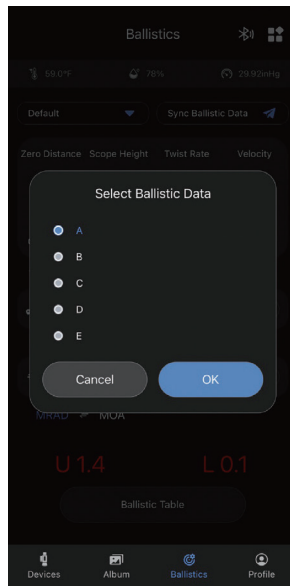 Ballistics
59.0°F 78% 29.92inHg
Default Sync Ballistic Data
Zero Distance Scope Height Twist Rate Velocity
Select Ballistic Data
A
B
C
D
E
Cancel OK
MRAD MOA
U 1.4 L 0.1
Ballistic Table
Devices Album Ballistics Profile